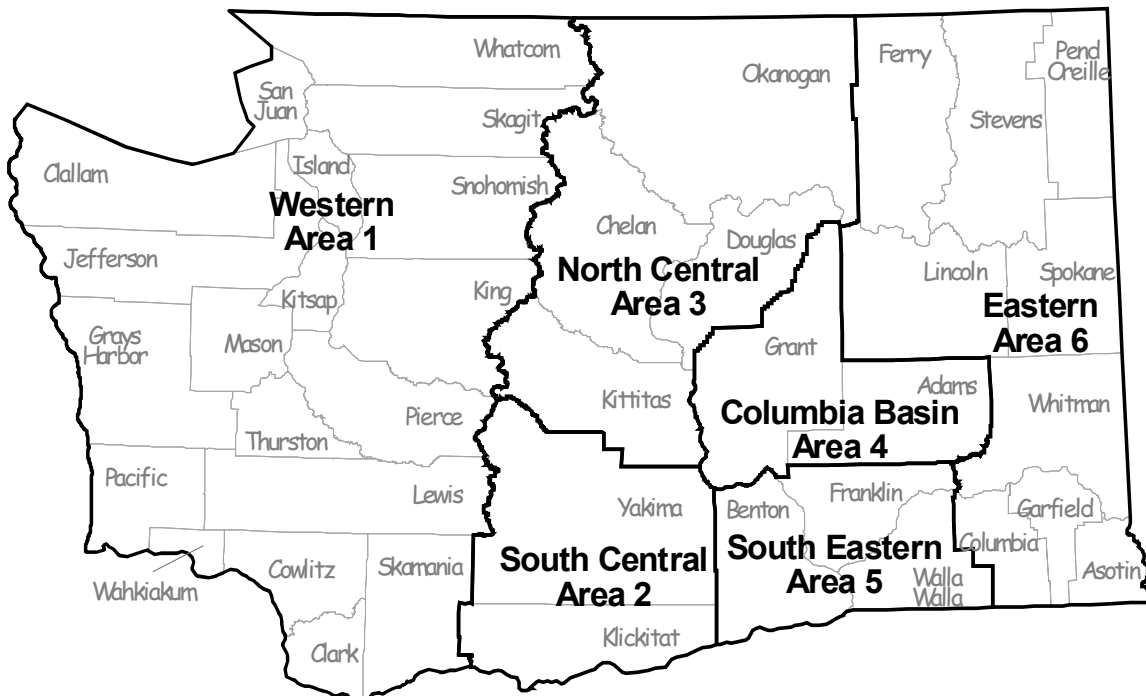 Whatcom
Okanogan
Ferry
Pend
Oreille
San
Juan
Skagit
Stevens
Island
Clallam
Snohomish
Western
Area 1
Chelan
Douglas
Jefferson
North Central
Area 3
Lincoln
Spokane
Kitsap
King
Eastern
Area 6
Grays
Harbor
Mason
Grant
Kittitas
Adams
Whitman
Columbia Basin
Area 4
Pierce
Thurston
Pacific
Lewis
Yakima
Benton
Franklin
Garfield
Columbia
South Central
Area 2
South Eastern
Area 5
Asotin
Wahkiakum
Cowlitz
Skamania
Walla
Walla
Klickitat
Clark